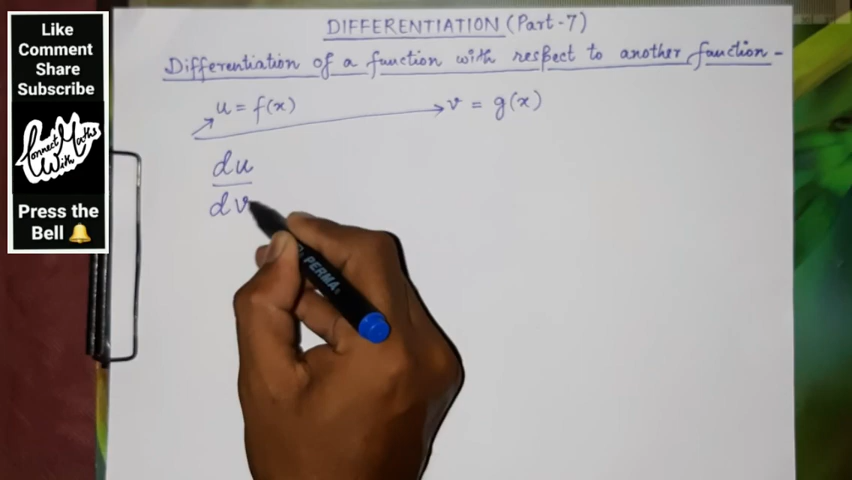 Like
Comment
Share
Subscribe
Connect
With
Maths
Press the
Bell 🔔
DIFFERENTIATION (Part-7)
Differentiation of a function with respect to another function -
u = f(x) v = g(x)
du
dv
PERMA